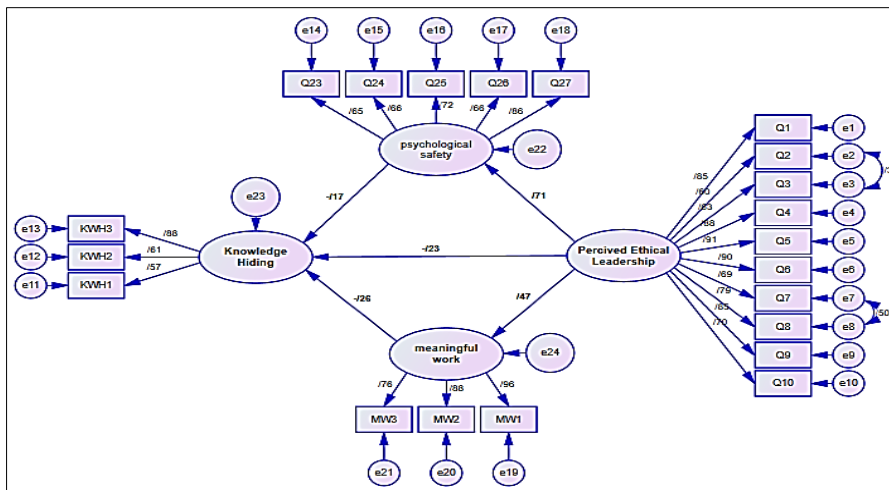 e14 e15 e16 e17 e18
Q23 Q24 Q25 Q26 Q27
/65 /66 /72 /66 /86
psychological
safety
e22
e23
-/17
/71
Q1 e1
Q2 e2
Q3 e3
Q4 e4
Q5 e5
Q6 e6
Q7 e7
Q8 e8
Q9 e9
Q10 e10
/85
/60
/63
/88
/91
/90
/69
/79
/65
/70
/50
e13 KWH3 /88
e12 KWH2 /61
e11 KWH1 /57
Knowledge
Hiding
-/23
Percived Ethical
Leadership
-/26
/47
meaningful
work
e24
/76 /88 /96
MW3 MW2 MW1
e21 e20 e19